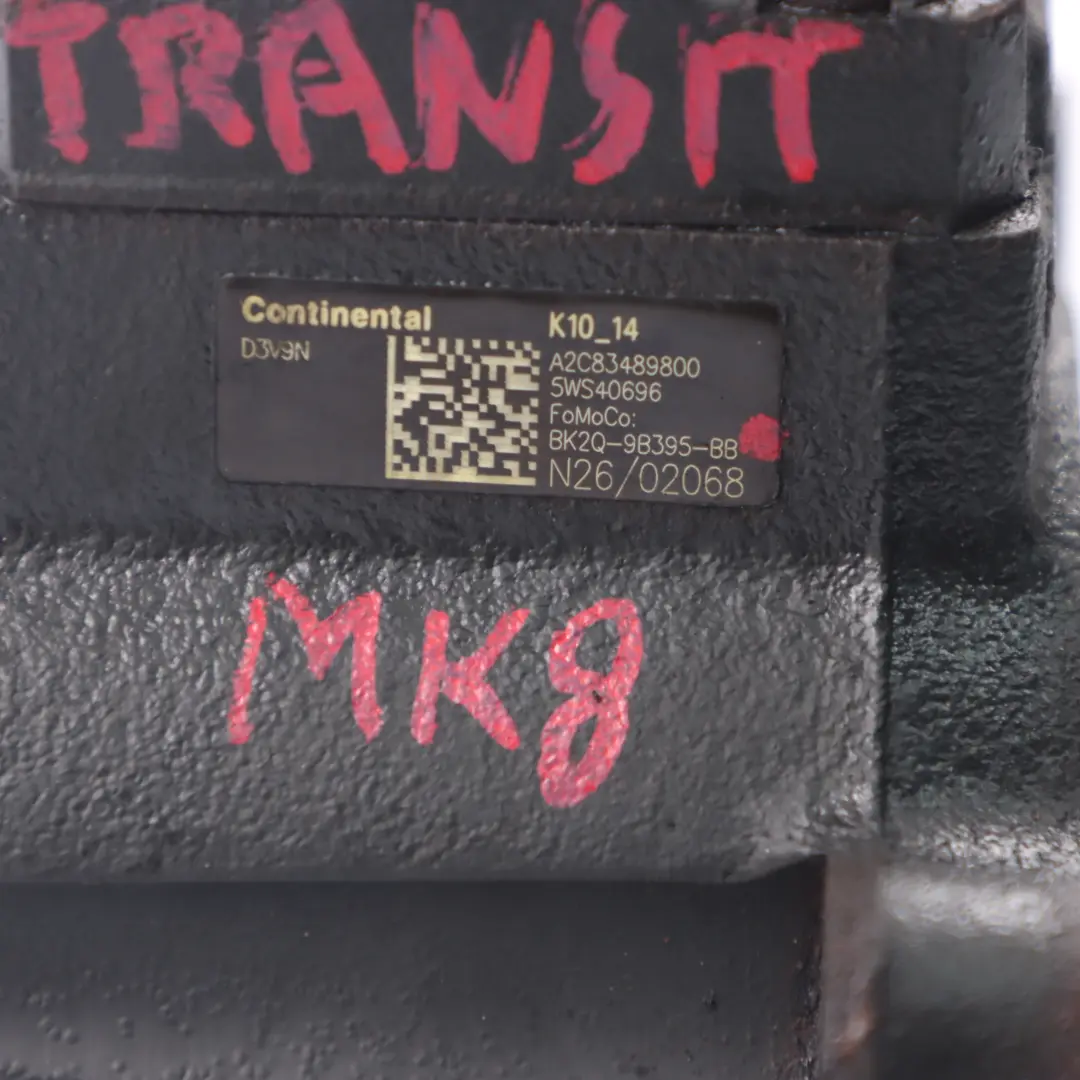 TRANSIT
Continental
D3V9N
K10_14
A2C83489800
5WS40696
FoMoCo:
BK2Q-9B395-BB
N26/02068
MK8